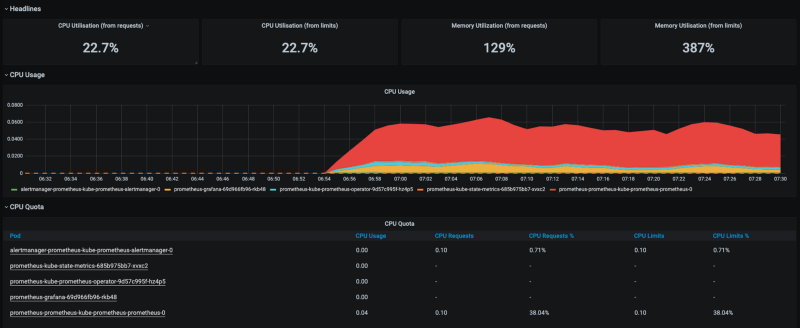 Headlines
CPU Utilisation (from requests)
CPU Utilisation (from limits)
Memory Utilization (from requests)
Memory Utilisation (from limits)
22.7%
22.7%
129%
387%
CPU Usage
CPU Usage
0.0800
0.0600
0.0400
0.0200
0
06:32 06:34 06:36 06:38 06:40 06:42 06:44 06:46 06:48 06:50 06:52 06:54 06:56 06:58 07:00 07:02 07:04 07:06 07:08 07:10 07:12 07:14 07:16 07:18 07:20 07:22 07:24 07:26 07:28 07:30
alertmanager-prometheus-kube-prometheus-alertmanager-0 prometheus-grafana-69d966fb96-rkb48 prometheus-kube-prometheus-operator-9d57c995f-hz4p5 prometheus-kube-state-metrics-685b975bb7-xvxc2 prometheus-prometheus-kube-prometheus-prometheus-0
CPU Quota
CPU Quota
Pod CPU Usage CPU Requests CPU Requests % CPU Limits CPU Limits %
alertmanager-prometheus-kube-prometheus-alertmanager-0 0.00 0.10 0.71% 0.10 0.71%
prometheus-kube-state-metrics-685b975bb7-xvxc2 0.00 - - - -
prometheus-kube-prometheus-operator-9d57c995f-hz4p5 0.00 - - - -
prometheus-grafana-69d966fb96-rkb48 0.00 - - - -
prometheus-prometheus-kube-prometheus-prometheus-0 0.04 0.10 38.04% 0.10 38.04%